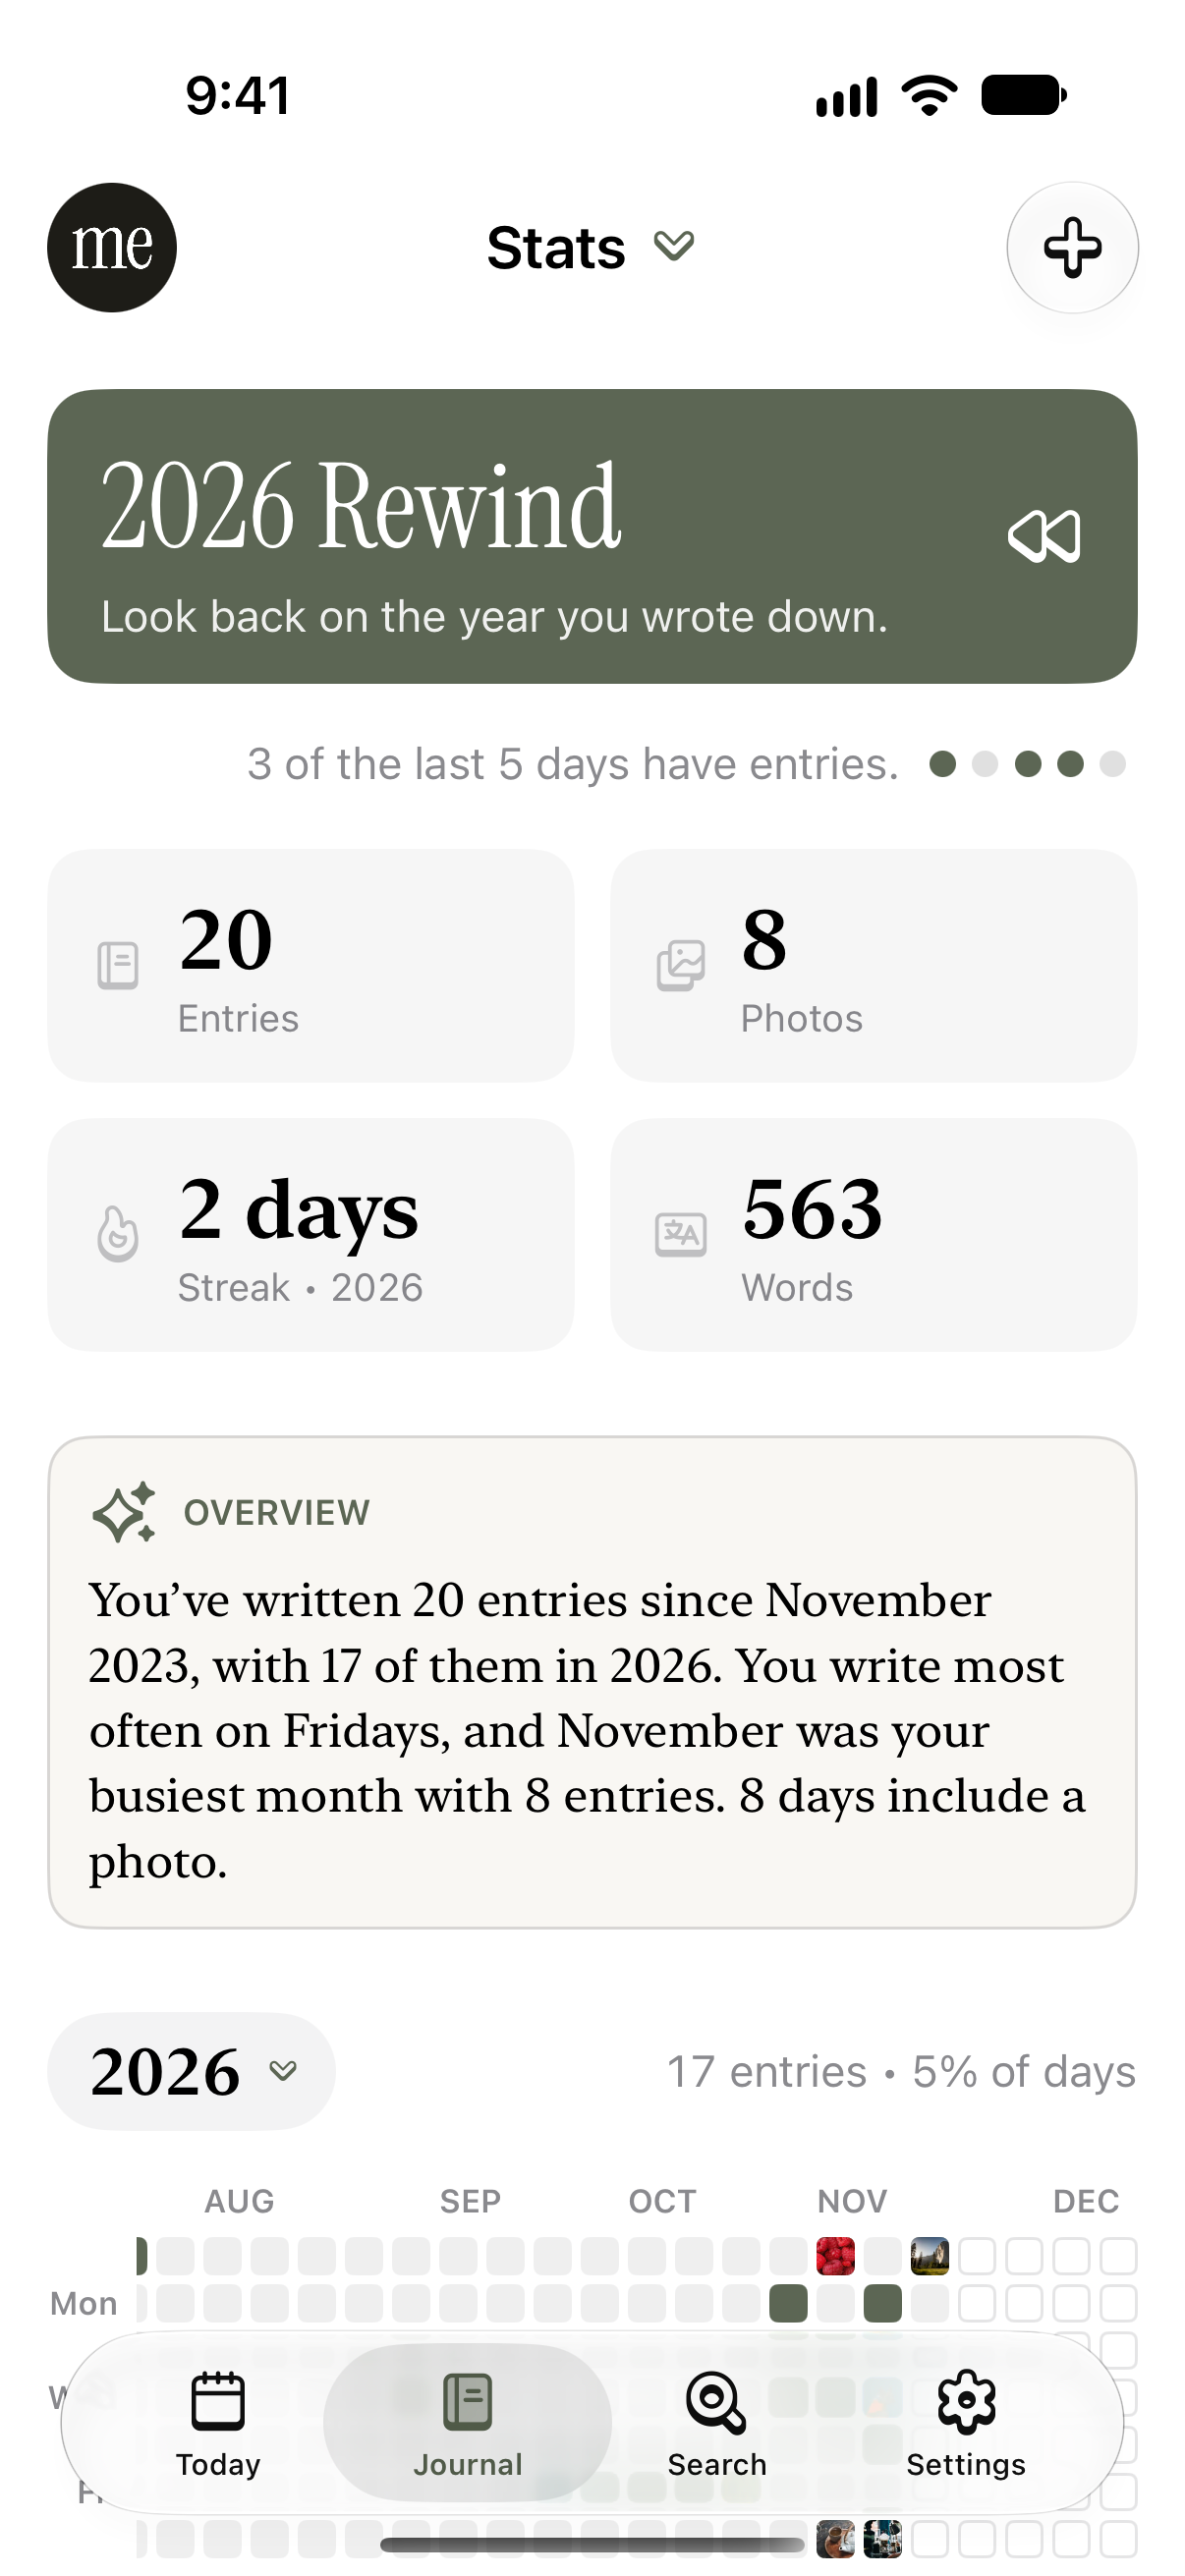 9:41
me
Stats
2026 Rewind
Look back on the year you wrote down.
3 of the last 5 days have entries.
20
Entries
8
Photos
2 days
Streak • 2026
563
Words
OVERVIEW
You’ve written 20 entries since November
2023, with 17 of them in 2026. You write most
often on Fridays, and November was your
busiest month with 8 entries. 8 days include a
photo.
2026
17 entries • 5% of days
AUG SEP OCT NOV DEC
Mon
Today Journal Search Settings